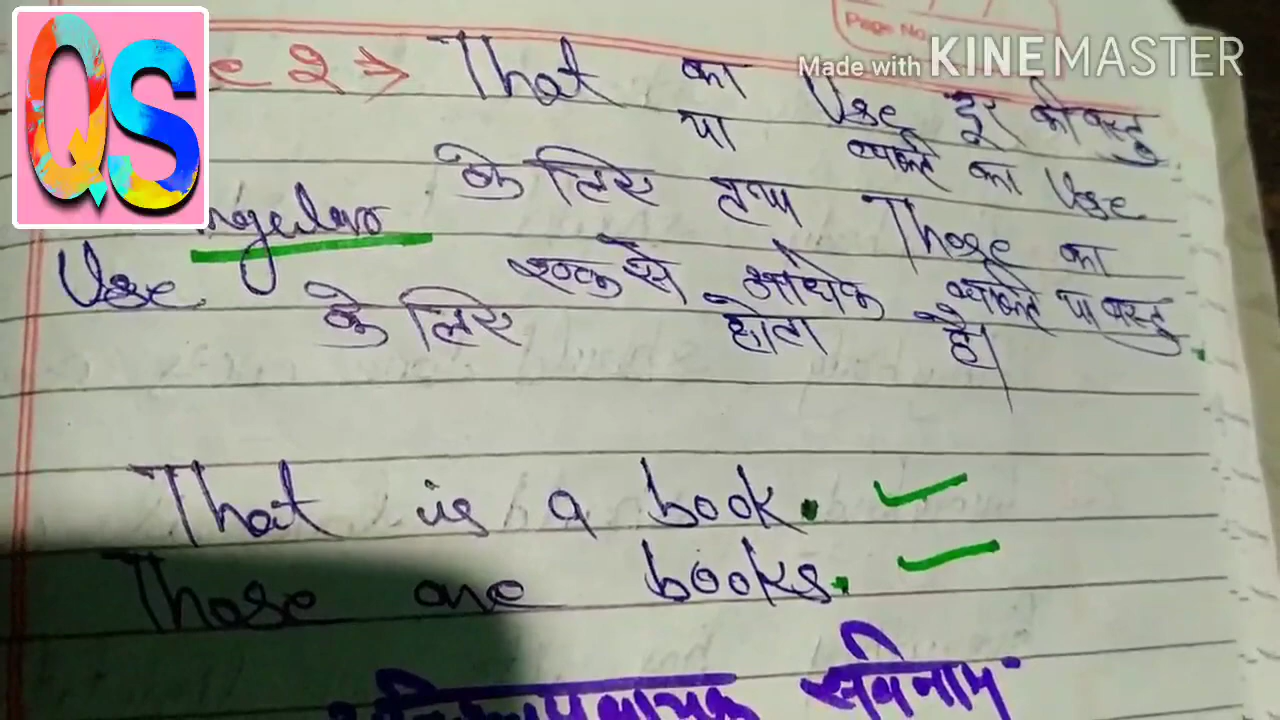 QS
Page No
Made with KINEMASTER
e 2 → That का Use दूर की वस्तु
या व्यक्ति का Use
के लिए तथा Those का
Use एक से अधिक व्यक्ति या वस्तु
के लिए होता है।
That is a book.
Those are books.
सर्वनाम